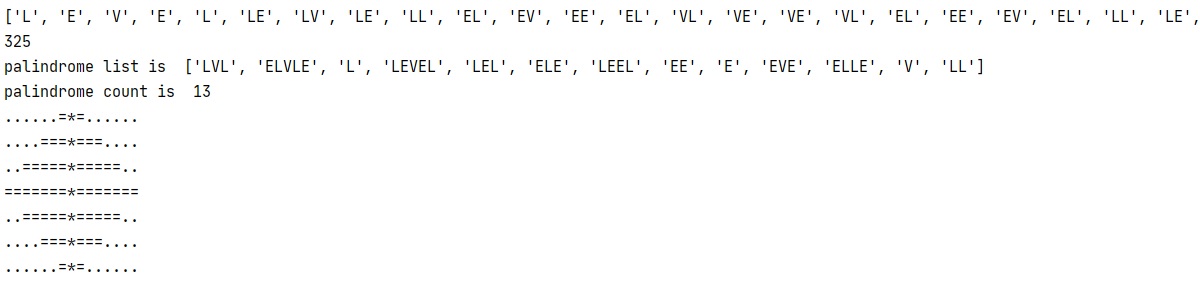 ['L', 'E', 'V', 'E', 'L', 'LE', 'LV', 'LE', 'LL', 'EL', 'EV', 'EE', 'EL', 'VL', 'VE', 'VE', 'VL', 'EL', 'EE', 'EV', 'EL', 'LL', 'LE',
325
palindrome list is  ['LVL', 'ELVLE', 'L', 'LEVEL', 'LEL', 'ELE', 'LEEL', 'EE', 'E', 'EVE', 'ELLE', 'V', 'LL']
palindrome count is  13
......=*=......
....===*===....
..=====*=====..
=======*=======
..=====*=====..
....===*===....
......=*=......